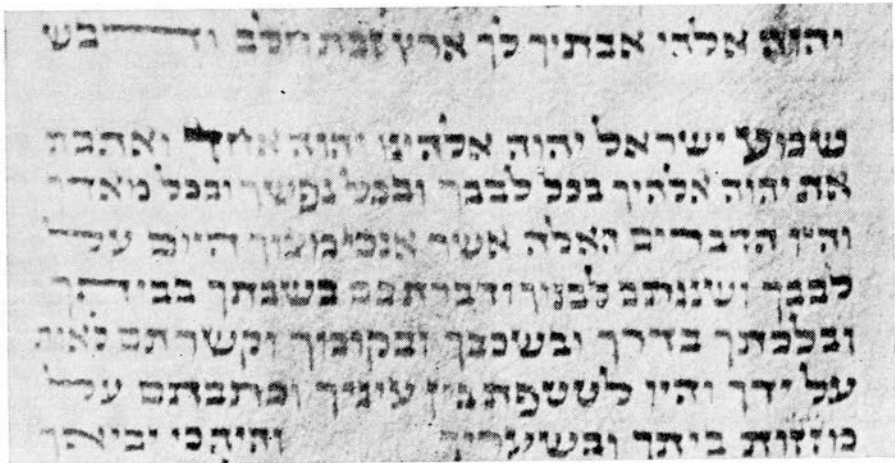 יהוה אלהי אבתיך לך ארץ זבת חלב ודבש
שמע ישראל יהוה אלהינו יהוה אחד ואהבת
את יהוה אלהיך בכל לבבך ובכל נפשך ובכל מאדך
והיו הדברים האלה אשר אנכי מצוך היום על
לבבך ושננתם לבניך ודברת בם בשבתך בביתך
ובלכתך בדרך ובשכבך ובקומך וקשרתם לאות
על ידך והיו לטטפת בין עיניך וכתבתם על
מזזות ביתך ובשעריך והיה כי יביאך